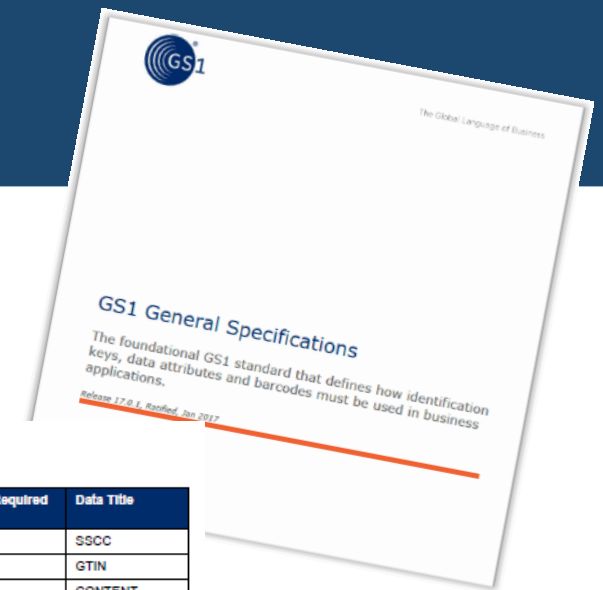 GS1
The Global Language of Business
GS1 General Specifications
The foundational GS1 standard that defines how identification
keys, data attributes and barcodes must be used in business
applications.
Release 17.0.1, Ratified, Jan 2017
Required
Data Title
SSCC
GTIN
CONTENT